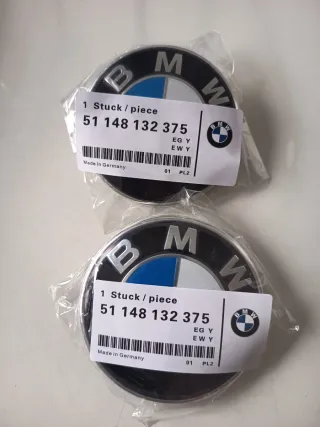 BMW
1 Stuck / piece
51 148 132 375
EG Y
EW Y
Made in Germany
01 PL2
BMW
BMW
1 Stuck / piece
51 148 132 375
EG Y
EW Y
Made in Germany
01 PL2
BMW